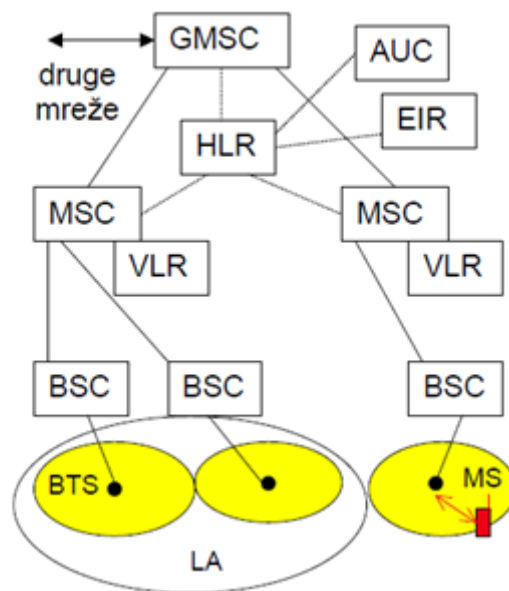 GMSC
AUC
druge
mreže
EIR
HLR
MSC
MSC
VLR
VLR
BSC
BSC
BSC
BTS
MS
LA